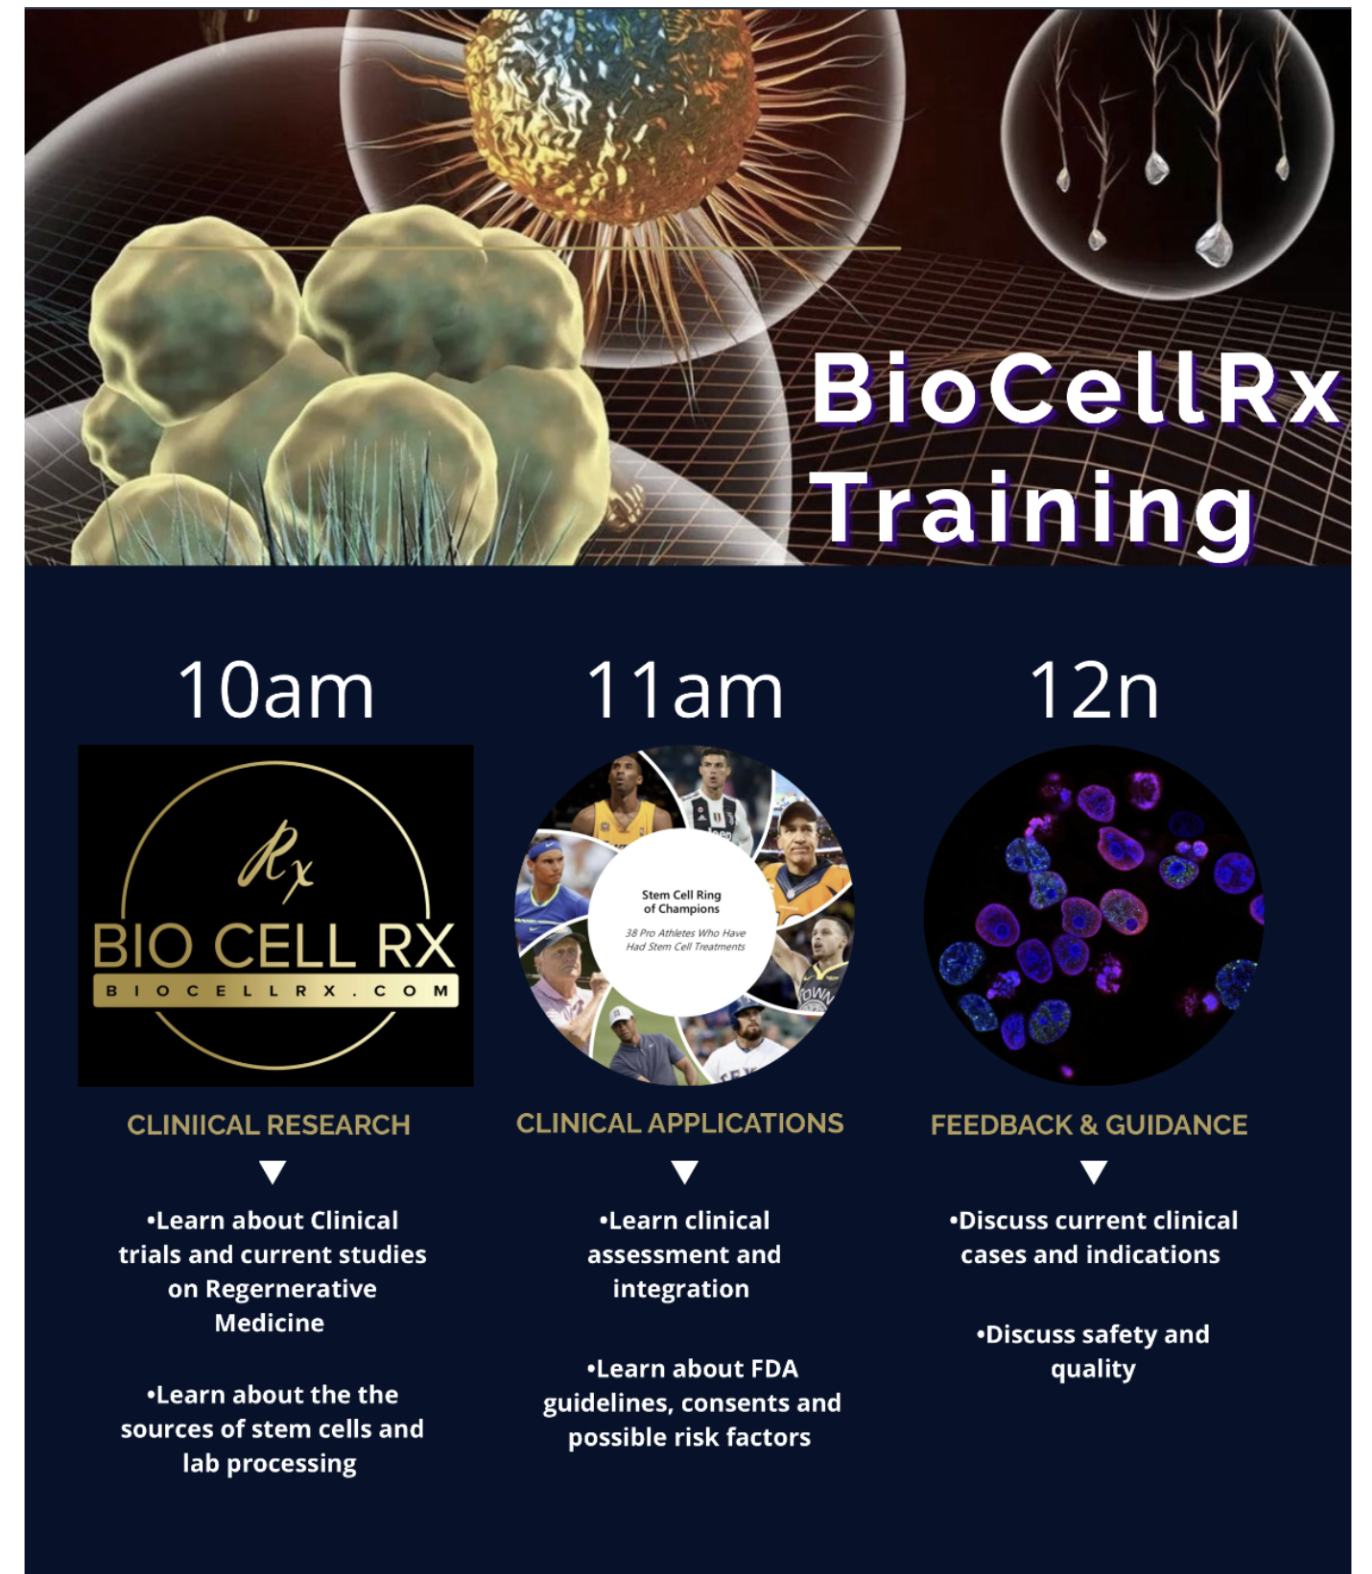 BioCellRx
Training
10am
11am
12n
Rx
BIO CELL RX
BIOCELLRX.COM
Stem Cell Ring
of Champions
38 Pro Athletes Who Have
Had Stem Cell Treatments
CLINIICAL RESEARCH
•Learn about Clinical
trials and current studies
on Regernerative
Medicine
•Learn about the the
sources of stem cells and
lab processing
CLINICAL APPLICATIONS
•Learn clinical
assessment and
integration
•Learn about FDA
guidelines, consents and
possible risk factors
FEEDBACK & GUIDANCE
•Discuss current clinical
cases and indications
•Discuss safety and
quality